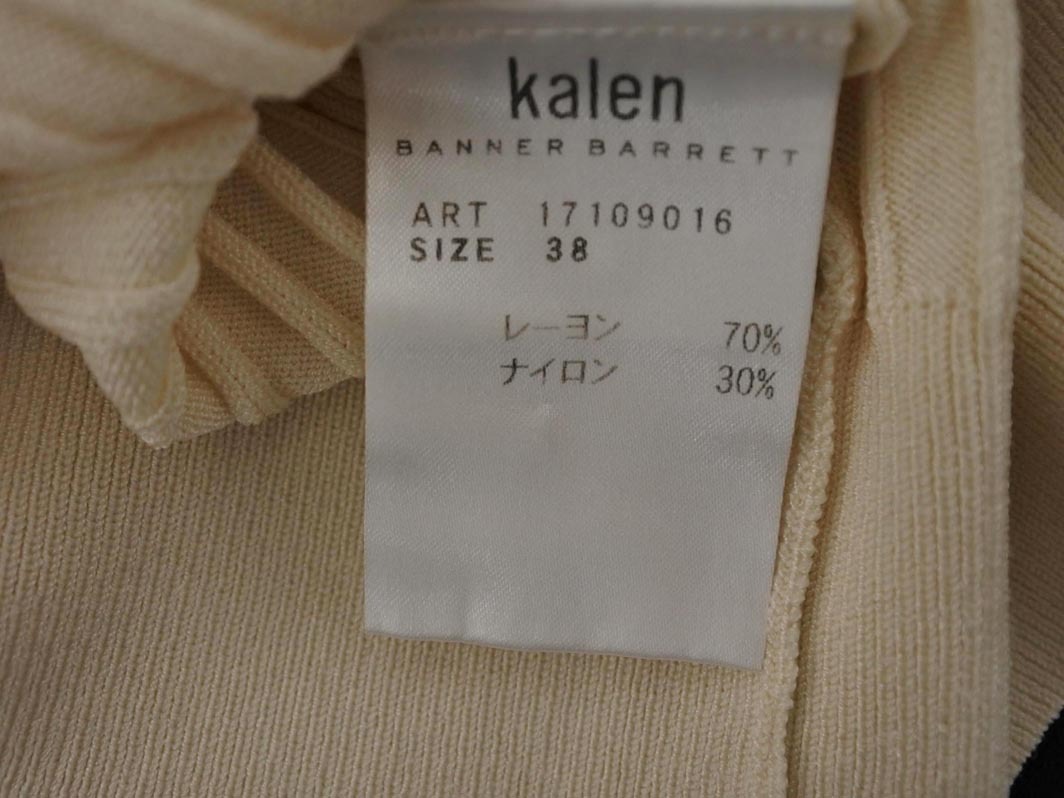 kalen
BANNER BARRETT
ART 17109016
SIZE 38
レーヨン 70%
ナイロン 30%